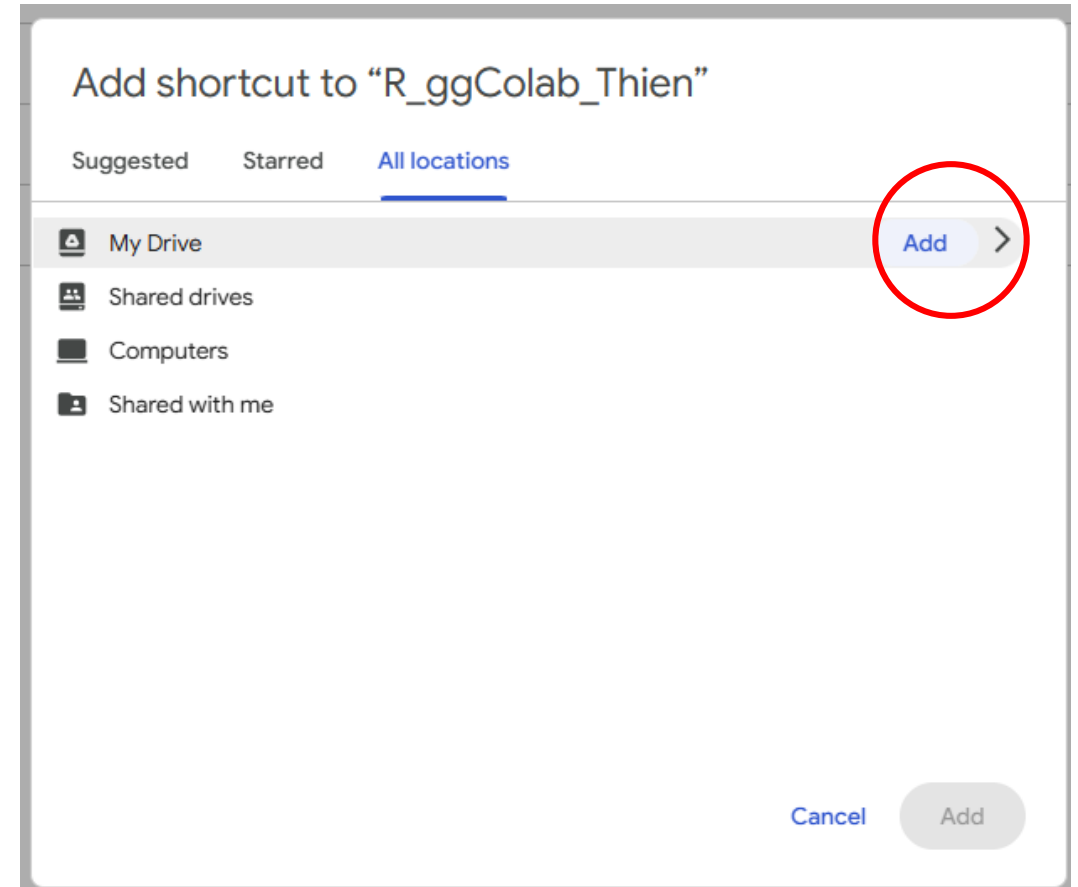 Add shortcut to “R_ggColab_Thien”
Suggested Starred All locations
My Drive Add
Shared drives
Computers
Shared with me
Cancel Add